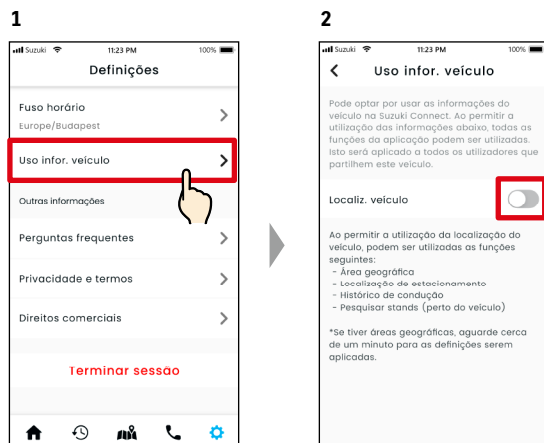 1
Suzuki 11:23 PM 100%
Definições
Fuso horário
Europe/Budapest
Uso infor. veículo
Outras informações
Perguntas frequentes
Privacidade e termos
Direitos comerciais
Terminar sessão
2
Suzuki 11:23 PM 100%
Uso infor. veículo
Pode optar por usar as informações do
veículo na Suzuki Connect. Ao permitir a
utilização das informações abaixo, todas as
funções da aplicação podem ser utilizadas.
Isto será aplicado a todos os utilizadores que
partilhem este veículo.
Localiz. veículo
Ao permitir a utilização da localização do
veículo, podem ser utilizadas as funções
seguintes:
- Área geográfica
- Localização de estacionamento
- Histórico de condução
- Pesquisar stands (perto do veículo)
*Se tiver áreas geográficas, aguarde cerca
de um minuto para as definições serem
aplicadas.